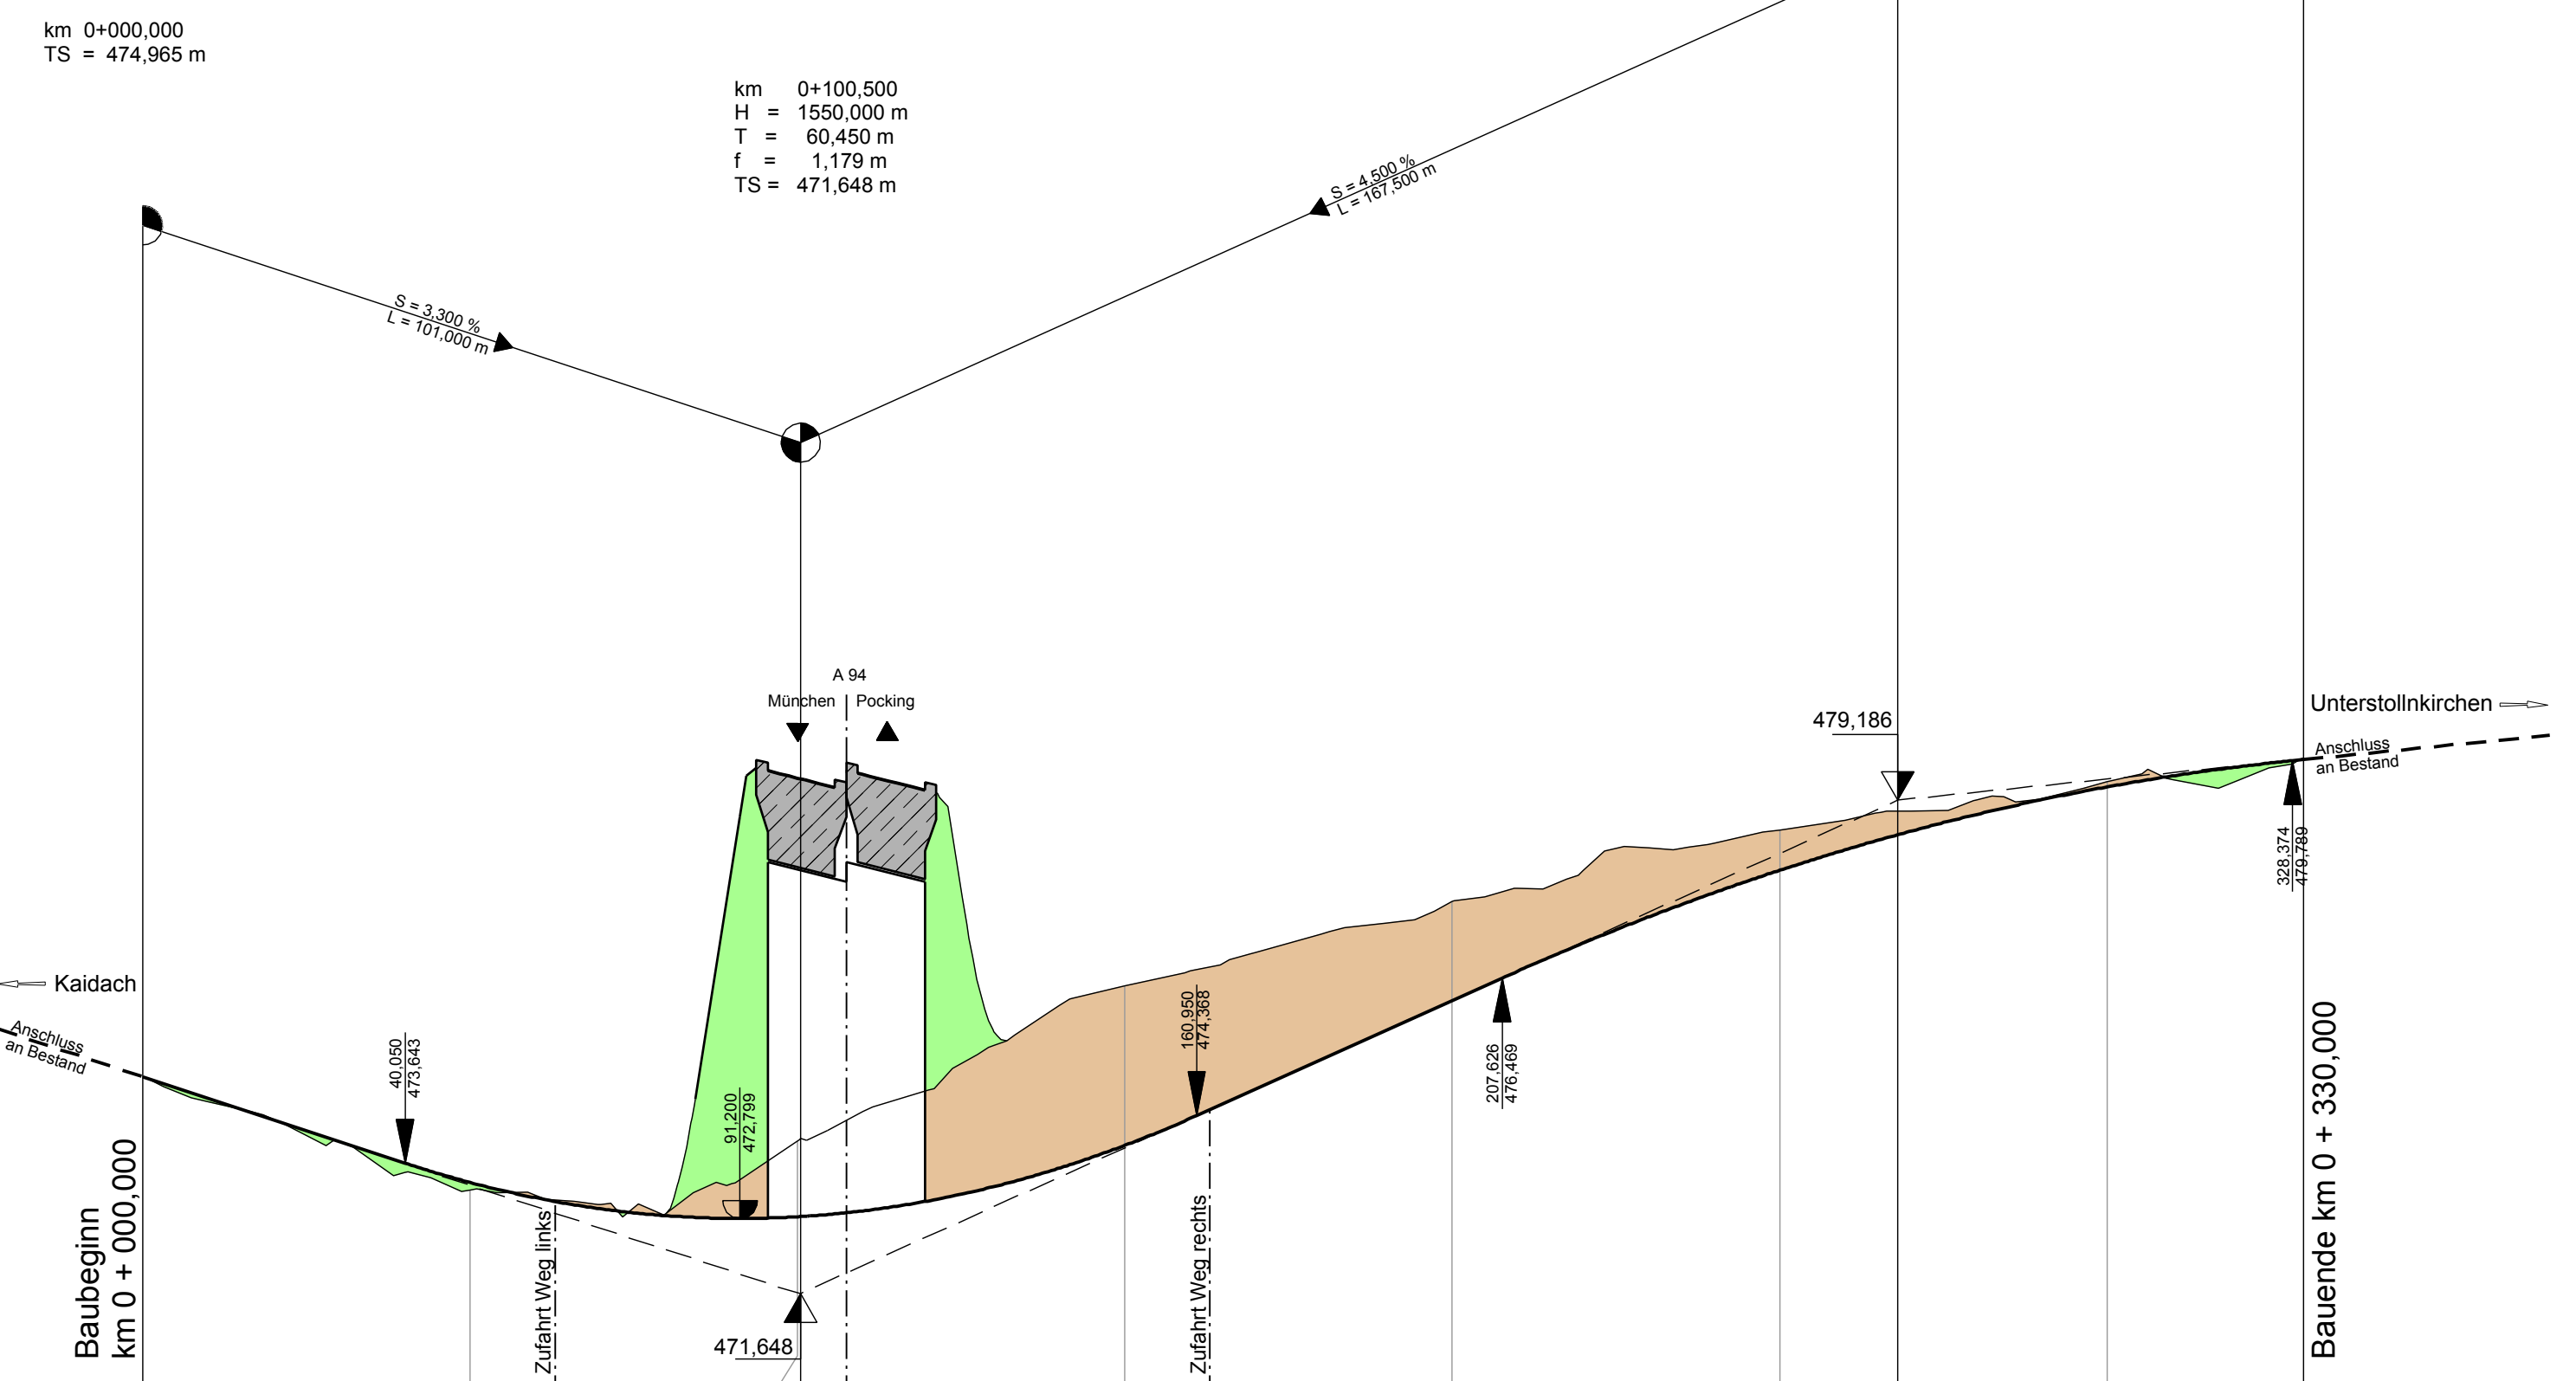 km 0+000,000
TS = 474,965 m
km 0+100,500
H = 1550,000 m
T = 60,450 m
f = 1,179 m
TS = 471,648 m
S = 4,500 %
L = 167,500 m
S = 3,300 %
L = 101,000 m
A 94
München Pocking
479,186
Unterstollnkirchen
Anschluss
an Bestand
328,374
479,789
Kaidach
Anschluss
an Bestand
40,050
473,643
91,200
472,799
160,950
474,368
207,626
476,469
Baubeginn
km 0 + 000,000
Zufahrt Weg links
471,648
Zufahrt Weg rechts
Bauende km 0 + 330,000